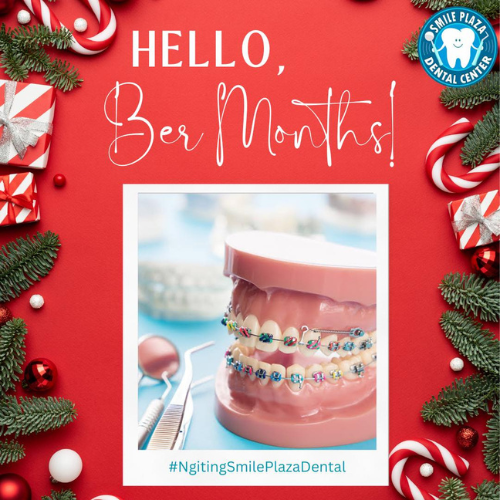 SMILE PLAZA
DENTAL CENTER
HELLO,
Ber Months!
#NgitingSmilePlazaDental